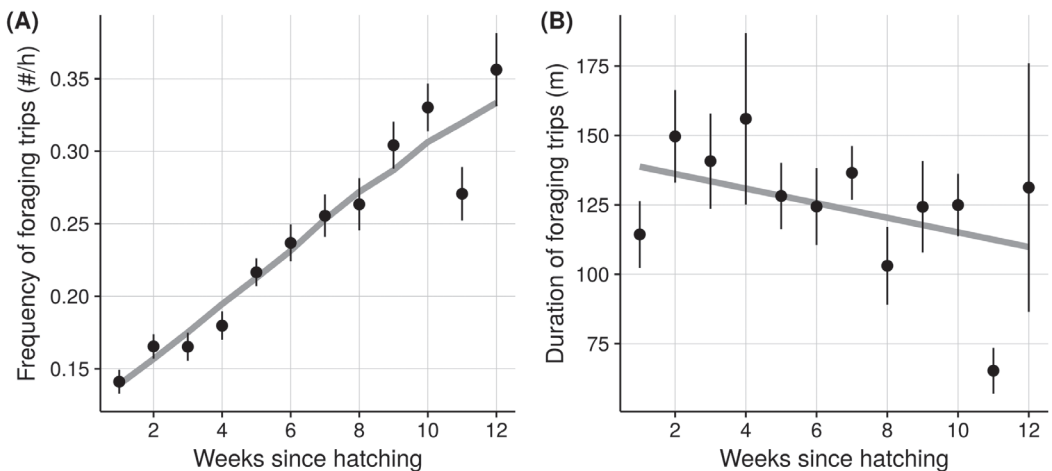 (A)
Frequency of foraging trips (#/h)
0.35
0.30
0.25
0.20
0.15
2 4 6 8 10 12
Weeks since hatching
(B)
Duration of foraging trips (m)
175
150
125
100
75
2 4 6 8 10 12
Weeks since hatching